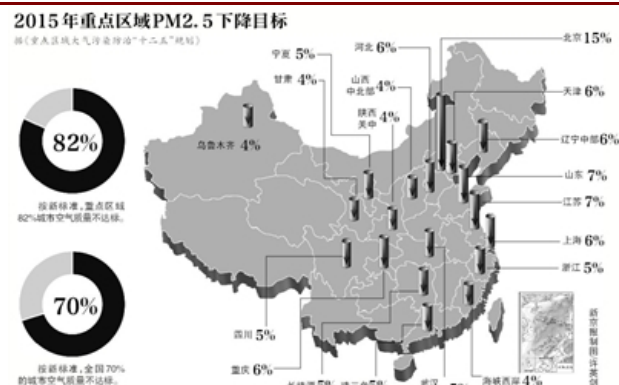 2015年重点区域PM2.5下降目标
按《重点区域大气污染防治“十二五”规划》
北京 15%
河北 6%
宁夏 5%
甘肃 4%
山西
中北部 4%
天津 6%
陕西
关中 4%
辽宁中部 6%
乌鲁木齐 4%
82%
山东 7%
按新标准,重点区域
82%城市空气质量不达标。
江苏 7%
上海 6%
浙江 5%
70%
四川 5%
重庆 6%
按新标准,全国70%
的城市空气质量不达标。
海峡西岸 4%
武汉
新京报制图